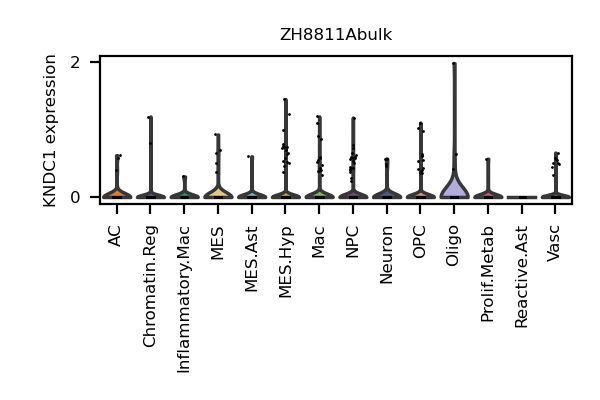 ZH8811Abulk
KNDC1 expression
2
0
AC
Chromatin.Reg
Inflammatory.Mac
MES
MES.Ast
MES.Hyp
Mac
NPC
Neuron
OPC
Oligo
Prolif.Metab
Reactive.Ast
Vasc